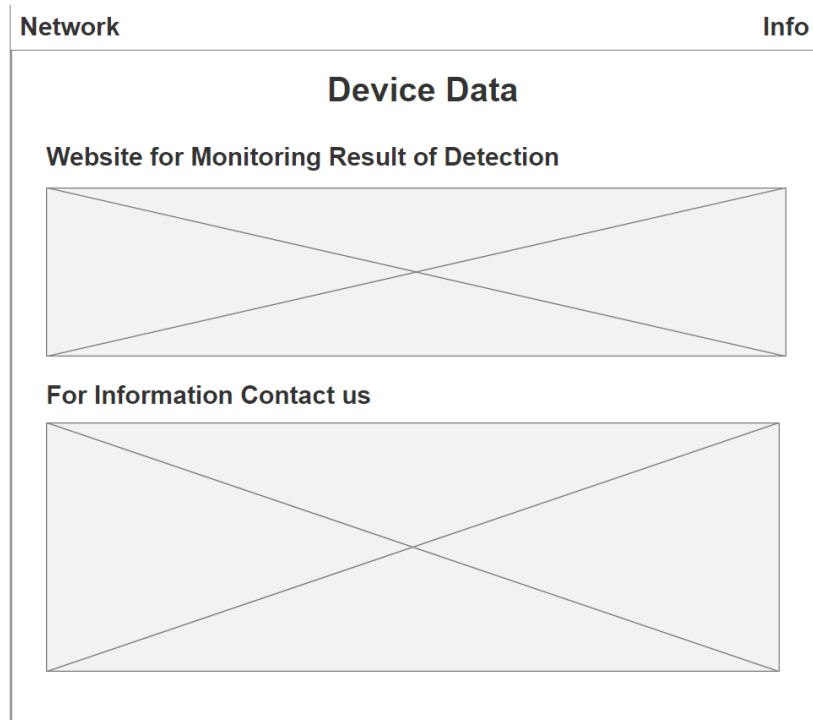 Network Info
Device Data
Website for Monitoring Result of Detection
For Information Contact us